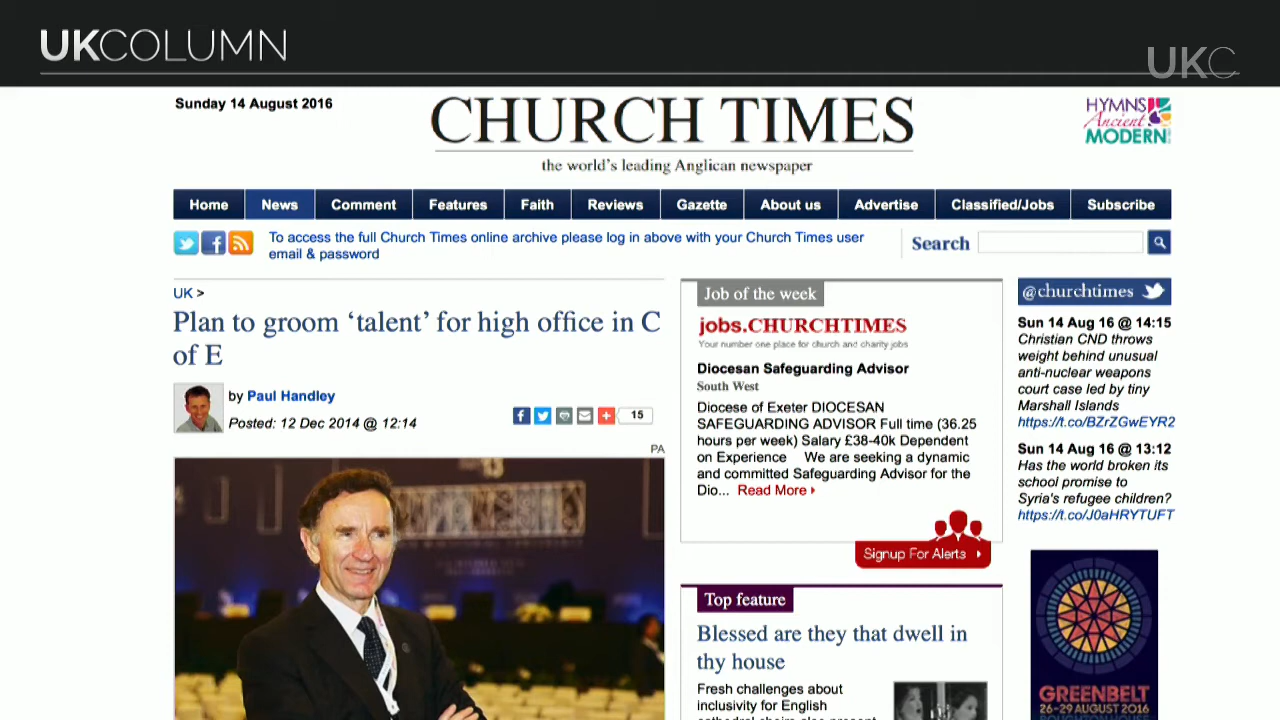 UKCOLUMN
UKC
Sunday 14 August 2016
CHURCH TIMES
the world's leading Anglican newspaper
HYMNS
Ancient
MODERN
Home News Comment Features Faith Reviews Gazette About us Advertise Classified/Jobs Subscribe
To access the full Church Times online archive please log in above with your Church Times user
email & password
Search
UK >
Plan to groom ‘talent’ for high office in C
of E
by Paul Handley
Posted: 12 Dec 2014 @ 12:14
15
PA
Job of the week
jobs.CHURCHTIMES
Your number one place for church and charity jobs
Diocesan Safeguarding Advisor
South West
Diocese of Exeter DIOCESAN
SAFEGUARDING ADVISOR Full time (36.25
hours per week) Salary £38-40k Dependent
on Experience We are seeking a dynamic
and committed Safeguarding Advisor for the
Dio... Read More
Signup For Alerts
Top feature
Blessed are they that dwell in
thy house
Fresh challenges about
inclusivity for English
@churchtimes
Sun 14 Aug 16 @ 14:15
Christian CND throws
weight behind unusual
anti-nuclear weapons
court case led by tiny
Marshall Islands
https://t.co/BZrZGwEYR2
Sun 14 Aug 16 @ 13:12
Has the world broken its
school promise to
Syria's refugee children?
https://t.co/J0aHRYTUFT
GREENBELT
26-29 AUGUST 2016